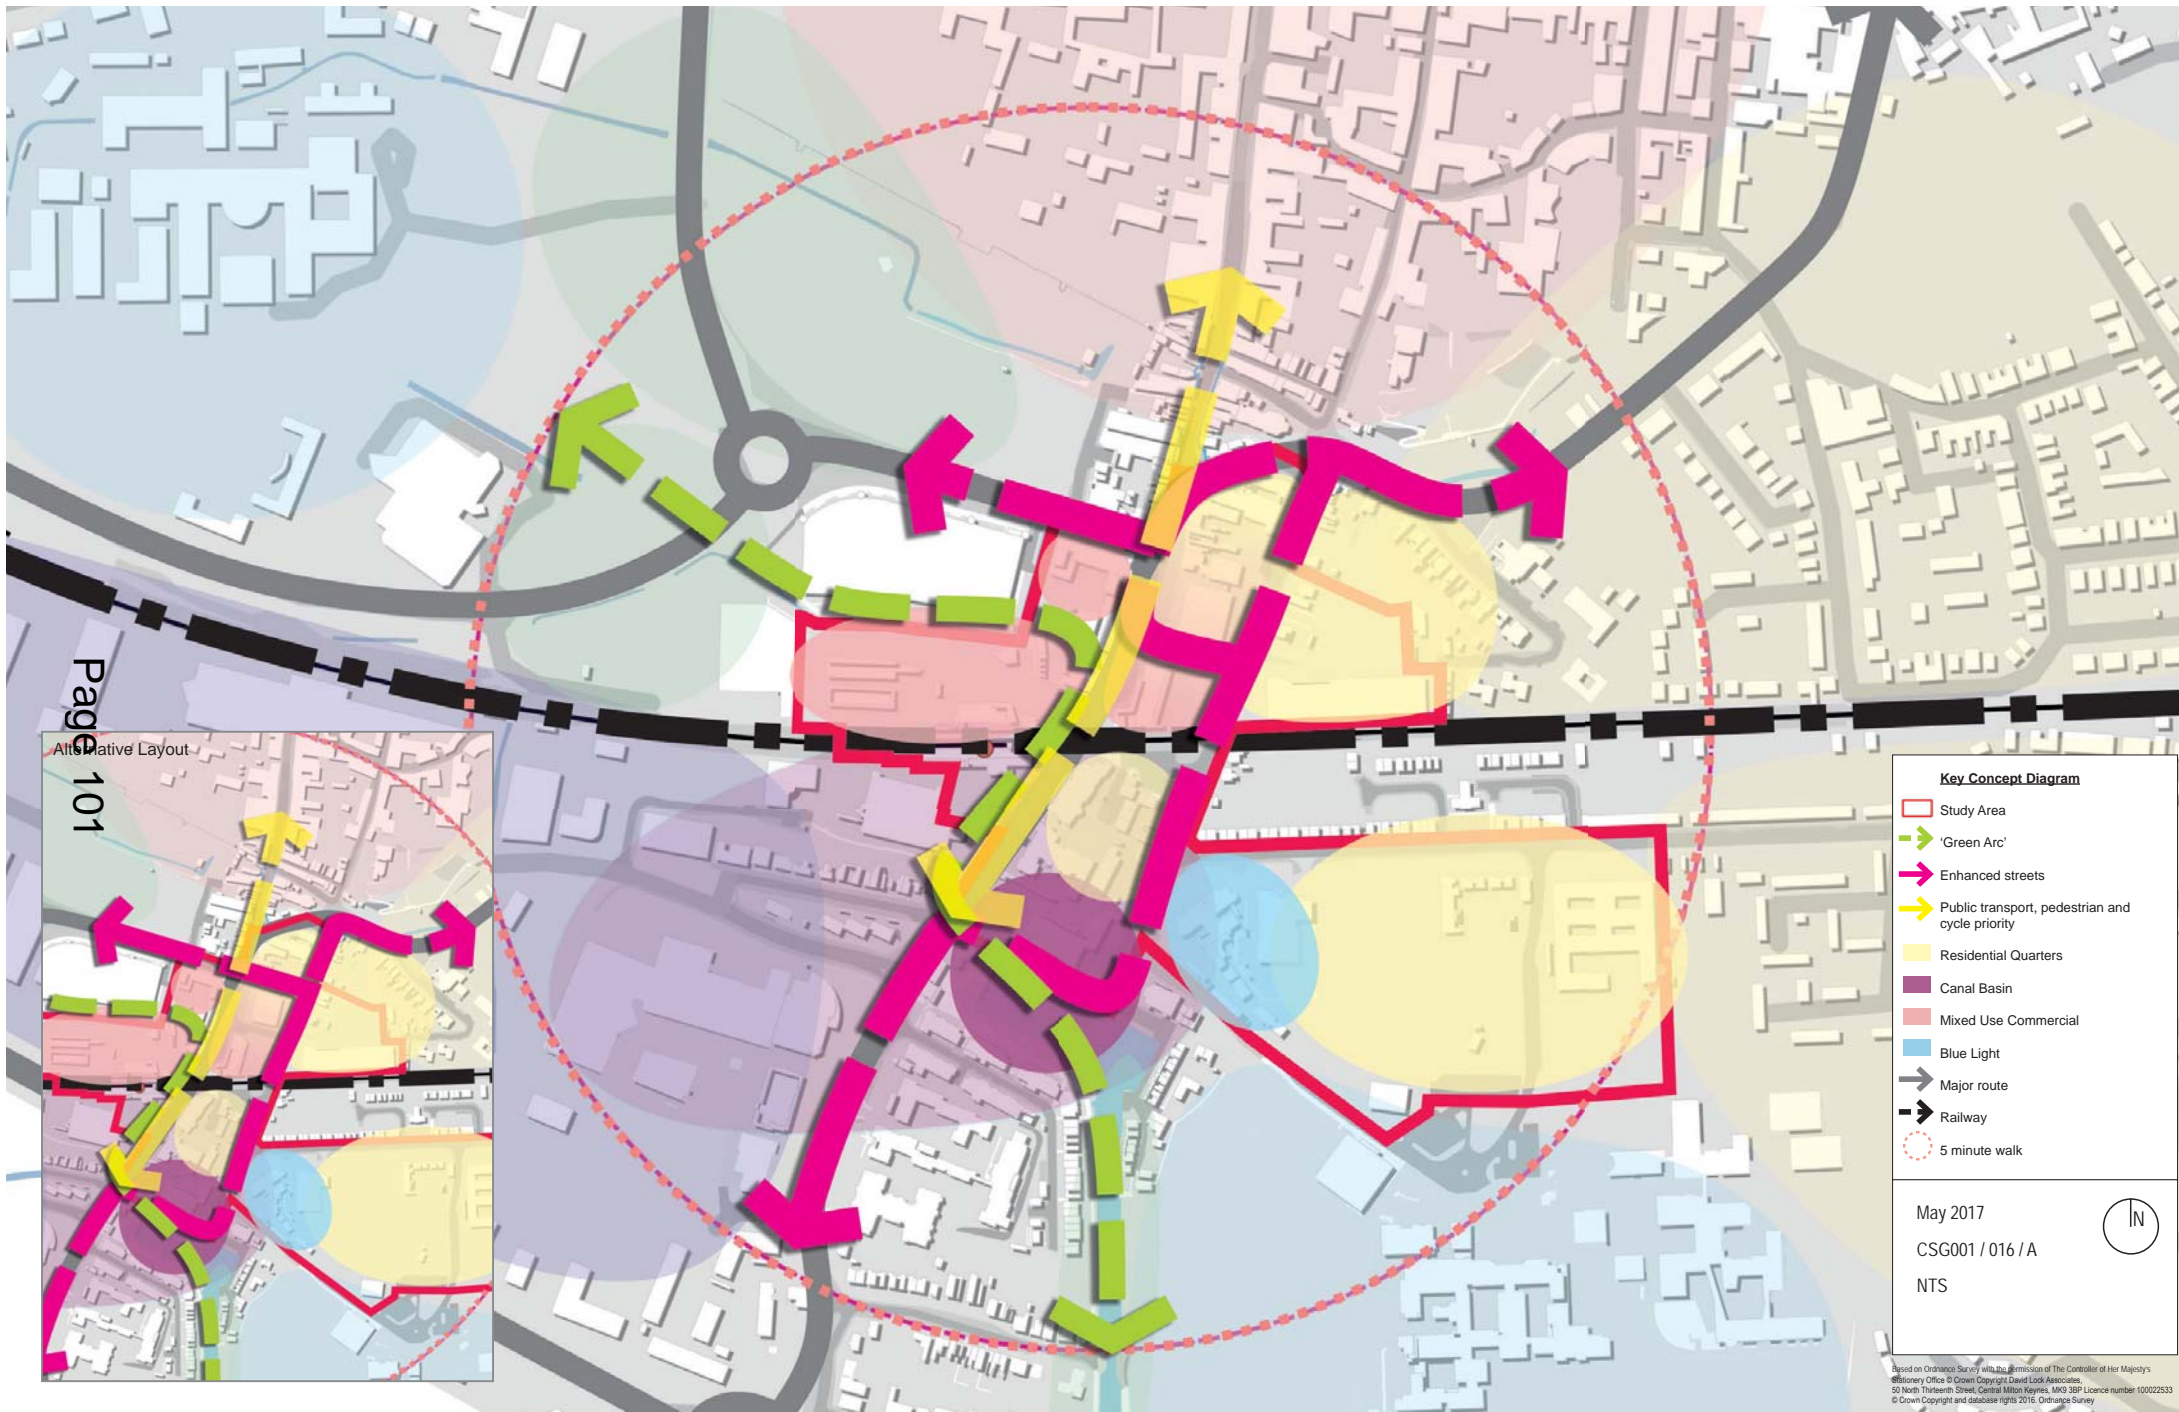 Page 101
Alternative Layout
Key Concept Diagram
Study Area
'Green Arc'
Enhanced streets
Public transport, pedestrian and
cycle priority
Residential Quarters
Canal Basin
Mixed Use Commercial
Blue Light
Major route
Railway
5 minute walk
May 2017
N
CSG001 / 016 / A
NTS
Based on Ordnance Survey with the permission of The Controller of Her Majesty's
Stationery Office © Crown Copyright David Lock Associates,
50 North Thirteenth Street, Central Milton Keynes, MK9 3BP Licence number 100022533
© Crown Copyright and database rights 2016. Ordnance Survey